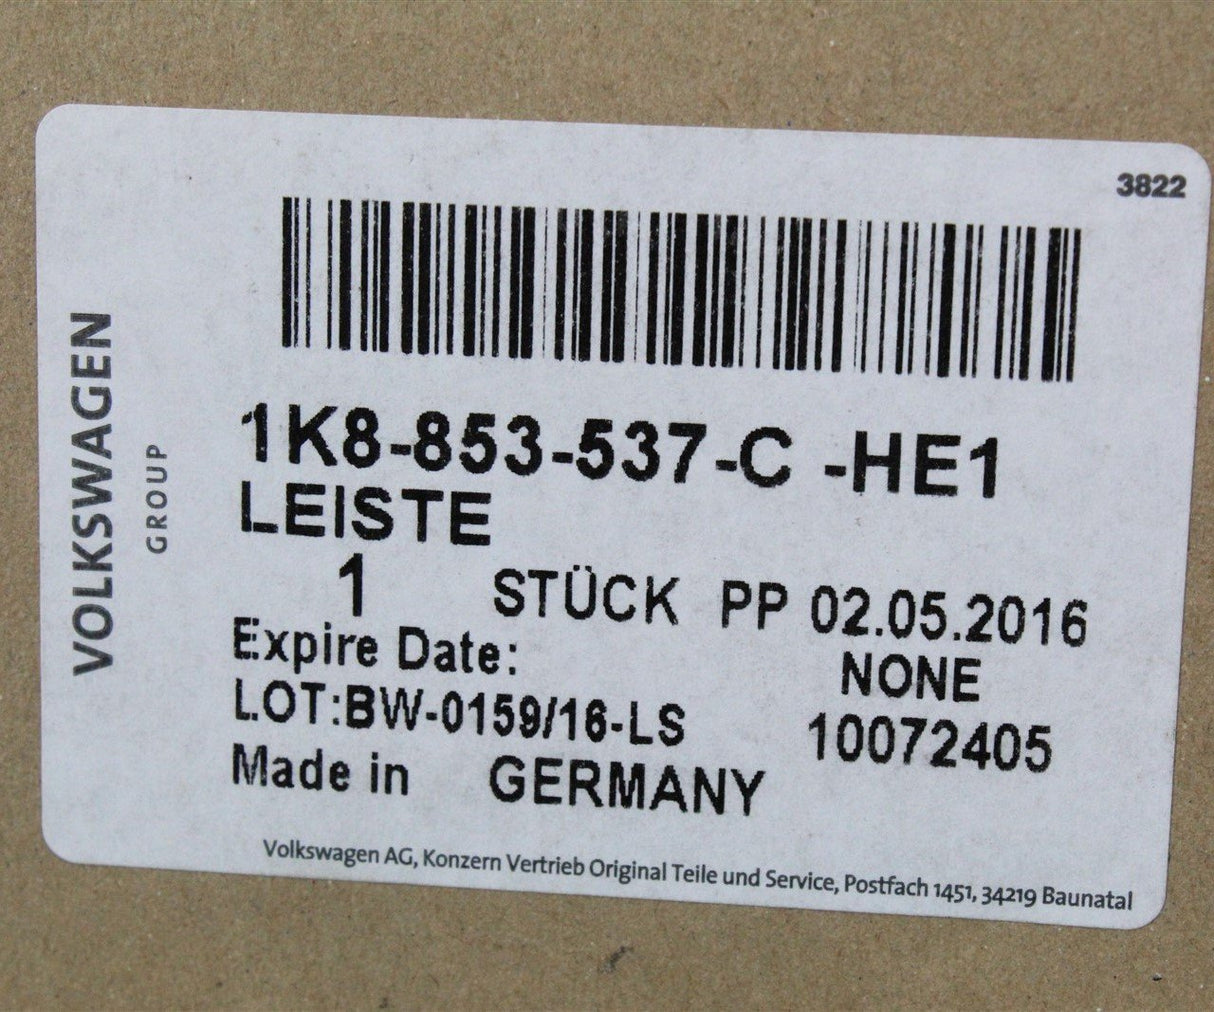 3822
VOLKSWAGEN
GROUP
1K8-853-537-C -HE1
LEISTE
1 STÜCK PP 02.05.2016
Expire Date: NONE
LOT:BW-0159/16-LS 10072405
Made in GERMANY
Volkswagen AG, Konzern Vertrieb Original Teile und Service, Postfach 1451, 34219 Baunatal